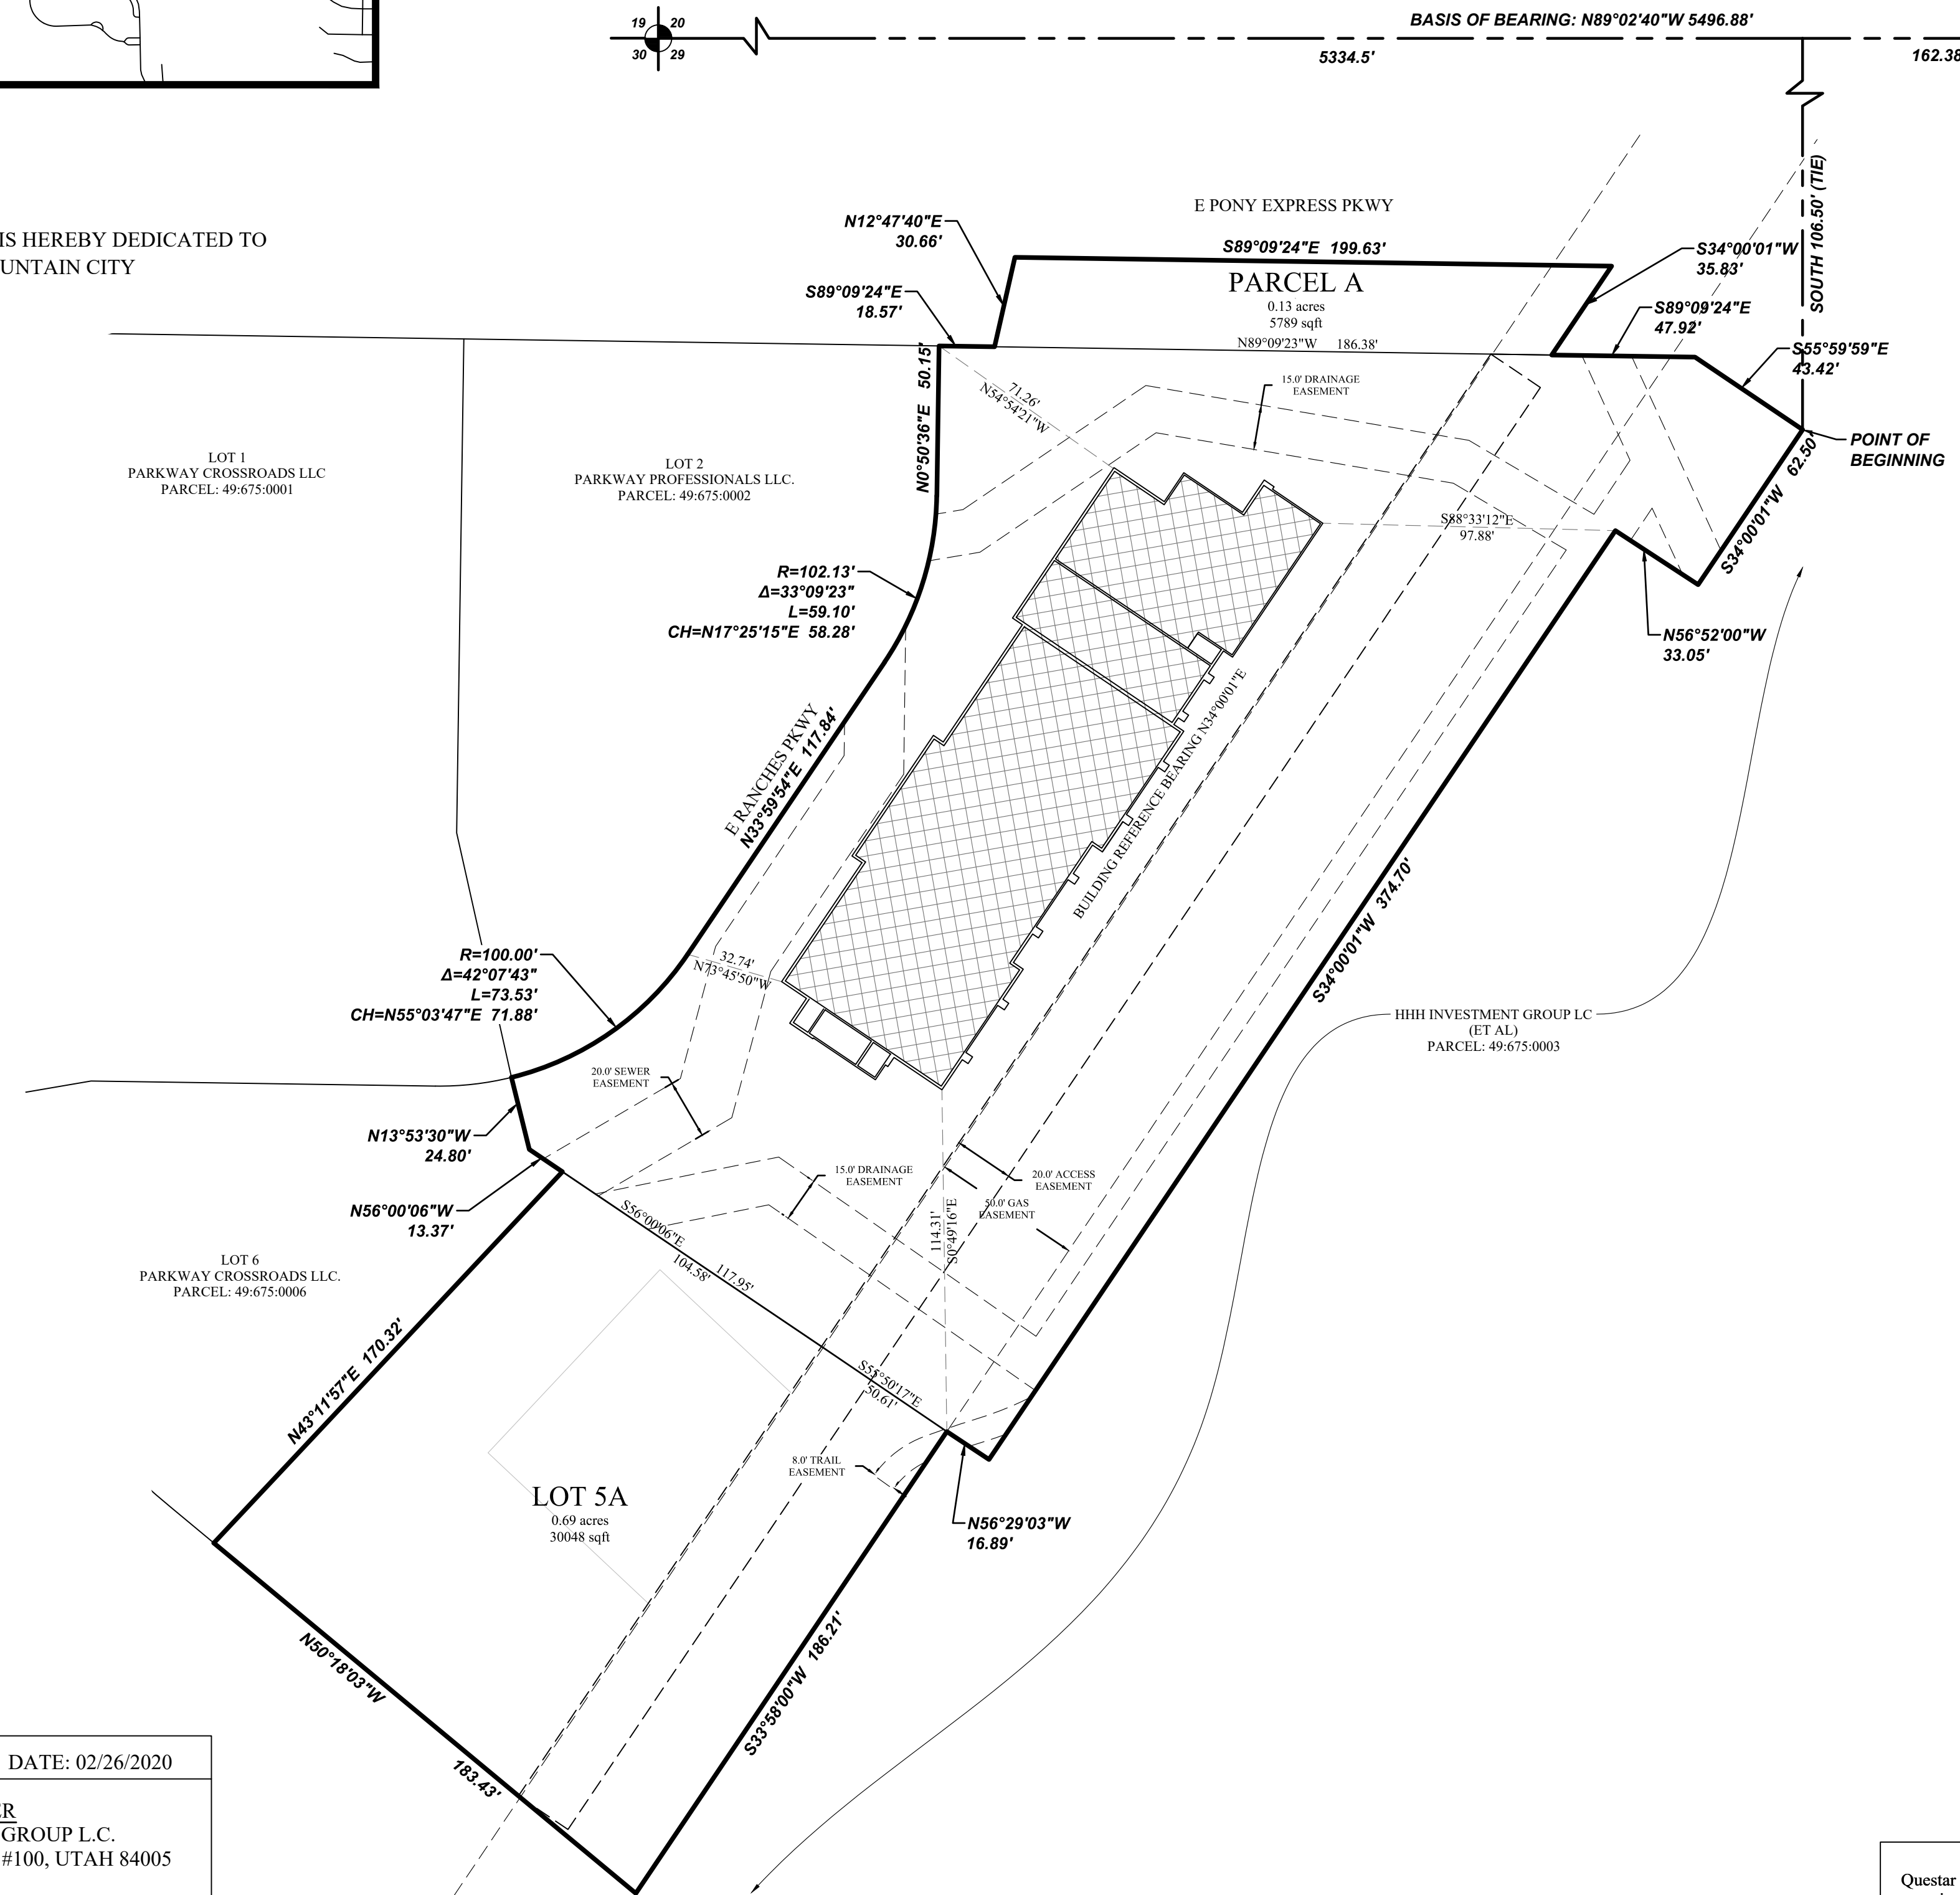 19 20
30 29
BASIS OF BEARING: N89°02'40"W 5496.88'
5334.5'
162.38
SOUTH 106.50' (TIE)
IS HEREBY DEDICATED TO
UNTAIN CITY
E PONY EXPRESS PKWY
N12°47'40"E
30.66'
S89°09'24"E 199.63'
S34°00'01"W
35.83'
PARCEL A
0.13 acres
5789 sqft
N89°09'23"W 186.38'
S89°09'24"E
18.57'
S89°09'24"E
47.92'
S55°59'59"E
43.42'
POINT OF
BEGINNING
N0°50'36"E 50.15'
71.26'
N54°54'21"W
15.0' DRAINAGE
EASEMENT
S34°00'01"W 62.50'
LOT 1
PARKWAY CROSSROADS LLC
PARCEL: 49:675:0001
LOT 2
PARKWAY PROFESSIONALS LLC.
PARCEL: 49:675:0002
S88°33'12"E
97.88'
R=102.13'
Δ=33°09'23"
L=59.10'
CH=N17°25'15"E 58.28'
N56°52'00"W
33.05'
E RANCHES PKWY
N33°59'54"E 117.84'
BUILDING REFERENCE BEARING N34°00'01"E
S34°00'01"W 374.70'
32.74'
N73°45'50"W
R=100.00'
Δ=42°07'43"
L=73.53'
CH=N55°03'47"E 71.88'
HHH INVESTMENT GROUP LC
(ET AL)
PARCEL: 49:675:0003
20.0' SEWER
EASEMENT
N13°53'30"W
24.80'
15.0' DRAINAGE
EASEMENT
20.0' ACCESS
EASEMENT
50.0' GAS
EASEMENT
114.31'
S0°49'16"E
N56°00'06"W
13.37'
S56°00'06"E
117.95'
104.58'
LOT 6
PARKWAY CROSSROADS LLC.
PARCEL: 49:675:0006
N43°11'57"E 170.32'
S55°50'17"E
50.61'
8.0' TRAIL
EASEMENT
N56°29'03"W
16.89'
LOT 5A
0.69 acres
30048 sqft
N50°18'03"W
183.43'
S33°58'00"W 186.21'
DATE: 02/26/2020
ER
GROUP L.C.
#100, UTAH 84005
Questar